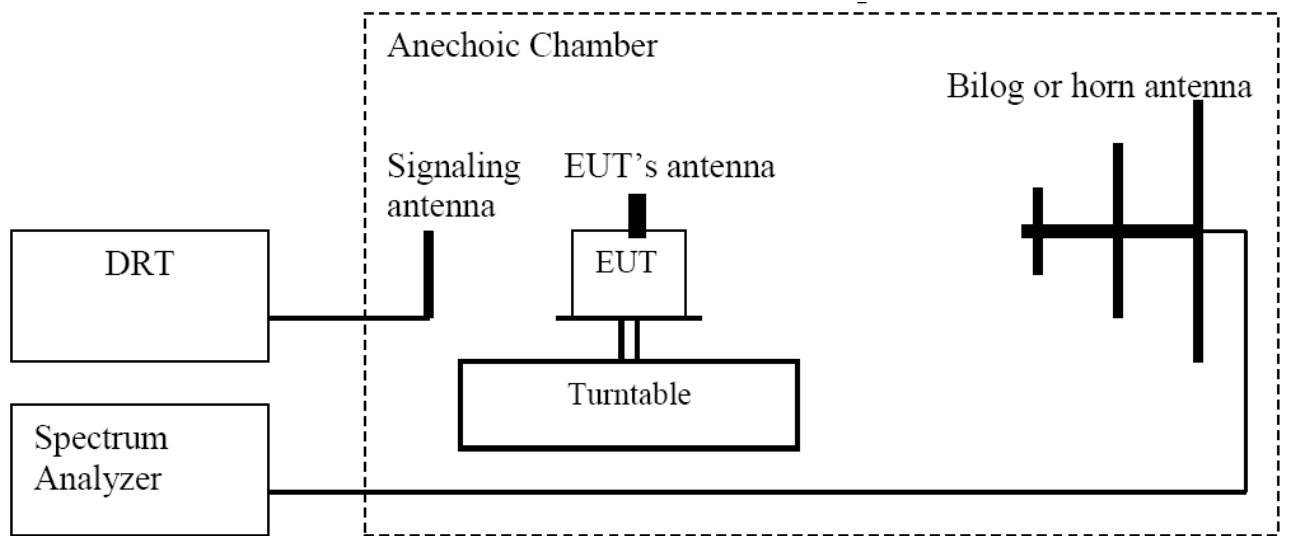 Anechoic Chamber
Bilog or horn antenna
Signaling
antenna
EUT’s antenna
DRT
EUT
Turntable
Spectrum
Analyzer